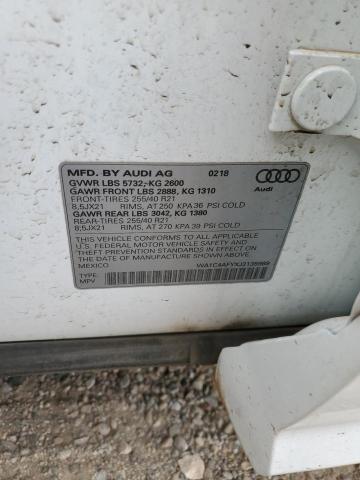 MFD. BY AUDI AG 0218
GVWR LBS 5732; KG 2600
GAWR FRONT LBS 2888, KG 1310
FRONT-TIRES 255/40 R21
8,5JX21 RIMS, AT 250 KPA 36 PSI COLD
GAWR REAR LBS 3042, KG 1380
REAR-TIRES 255/40 R21
8,5JX21 RIMS, AT 270 KPA 39 PSI COLD
Audi
THIS VEHICLE CONFORMS TO ALL APPLICABLE
U.S. FEDERAL MOTOR VEHICLE SAFETY AND
THEFT PREVENTION STANDARDS IN EFFECT
ON THE DATE OF MANUFACTURE SHOWN ABOVE
MEXICO
TYPE:
MPV